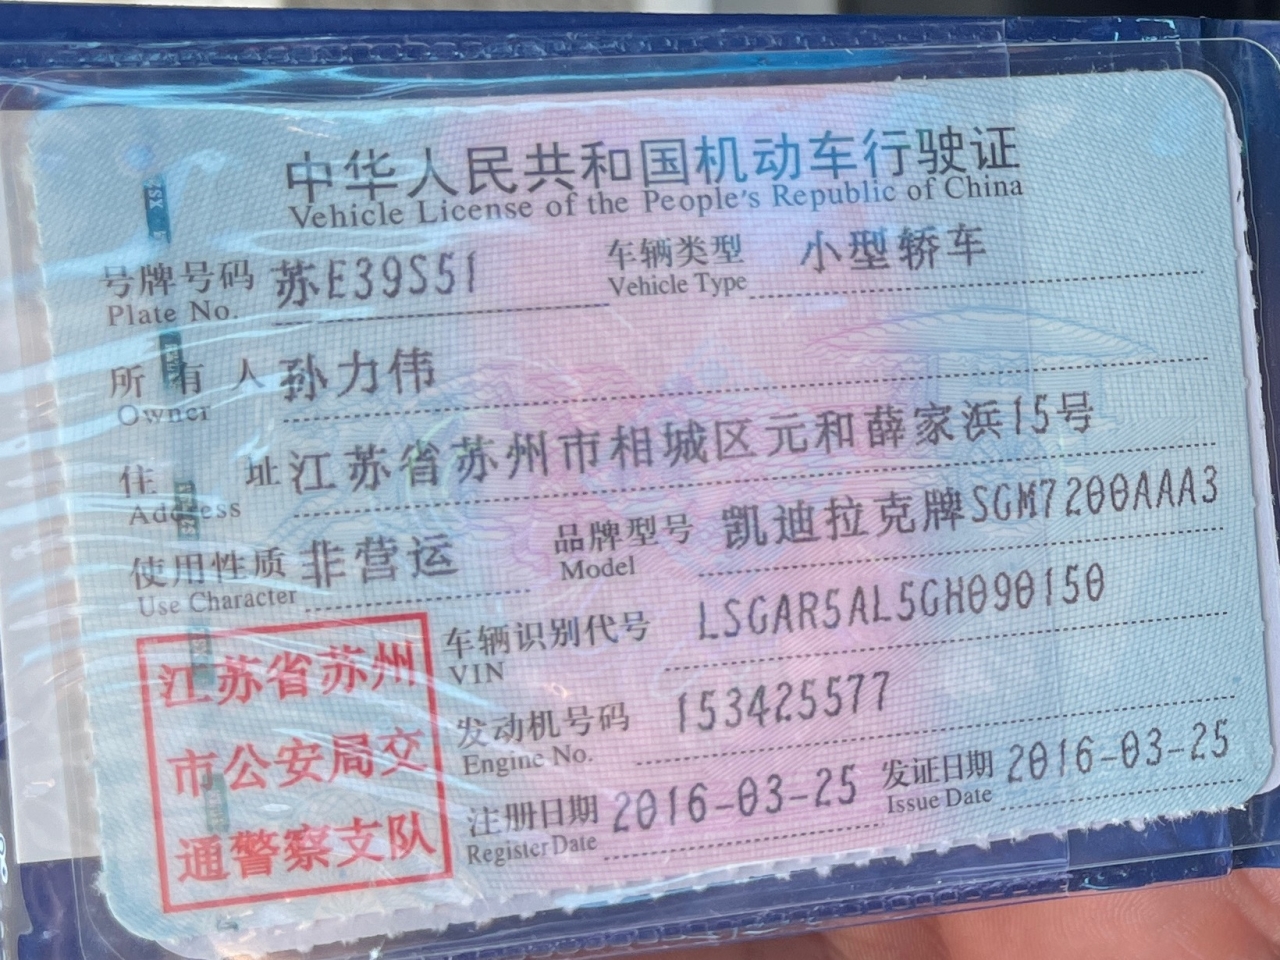 中华人民共和国机动车行驶证
Vehicle License of the People's Republic of China
号牌号码 苏E39S51 车辆类型 小型轿车
Plate No. Vehicle Type
所有人 孙力伟
Owner
住址 江苏省苏州市相城区元和薛家浜15号
Address
使用性质 非营运 品牌型号 凯迪拉克牌SGM7200AAA3
Use Character Model
车辆识别代号 LSGAR5AL5GH090150
VIN
发动机号码 153425577
Engine No.
注册日期 2016-03-25 发证日期 2016-03-25
Register Date Issue Date
江苏省苏州
市公安局交
通警察支队